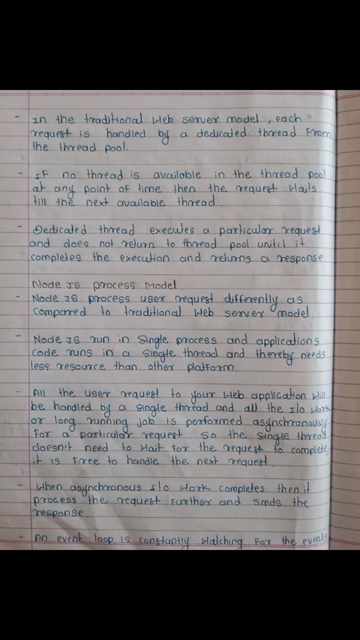 - In the traditional Web server model, each
request is handled by a dedicated thread from
the thread pool.
- If no thread is available in the thread pool
at any point of time then the request Waits
till the next available thread.
- Dedicated thread executes a particular request
and does not return to thread pool until it
completes the execution and returns a response
Node JS process Model
- Node JS process user request differently as
compared to traditional Web server model
- Node JS run in single process and applications
code runs in a single thread and thereby needs
less resource than other platform.
- All the user request to your Web application Will
be handled by a single thread and all the I/o Work
or long running job is performed asynchronously
for a particular request so the single thread
doesn't need to Wait for the request to complete
it is free to handle the next request.
- When asynchronous I/o Work completes then it
process the request further and sends the
response.
- An event loop is constantly Watching for the events